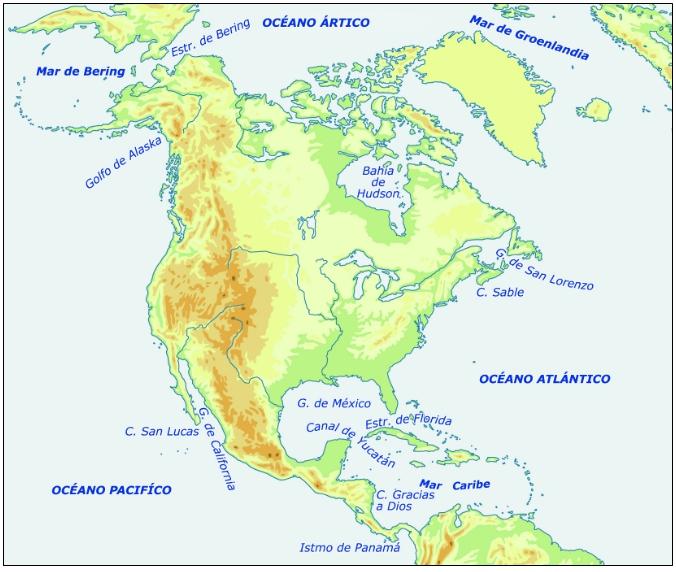 OCÉANO ÁRTICO
Estr. de Bering
Mar de Groenlandia
Mar de Bering
Golfo de Alaska
Bahía
de
Hudson
G. de San Lorenzo
C. Sable
OCÉANO ATLÁNTICO
G. de México
Estr. de Florida
Canal de Yucatán
C. San Lucas
G. de California
OCÉANO PACIFÍCO
Mar Caribe
C. Gracias
a Dios
Istmo de Panamá